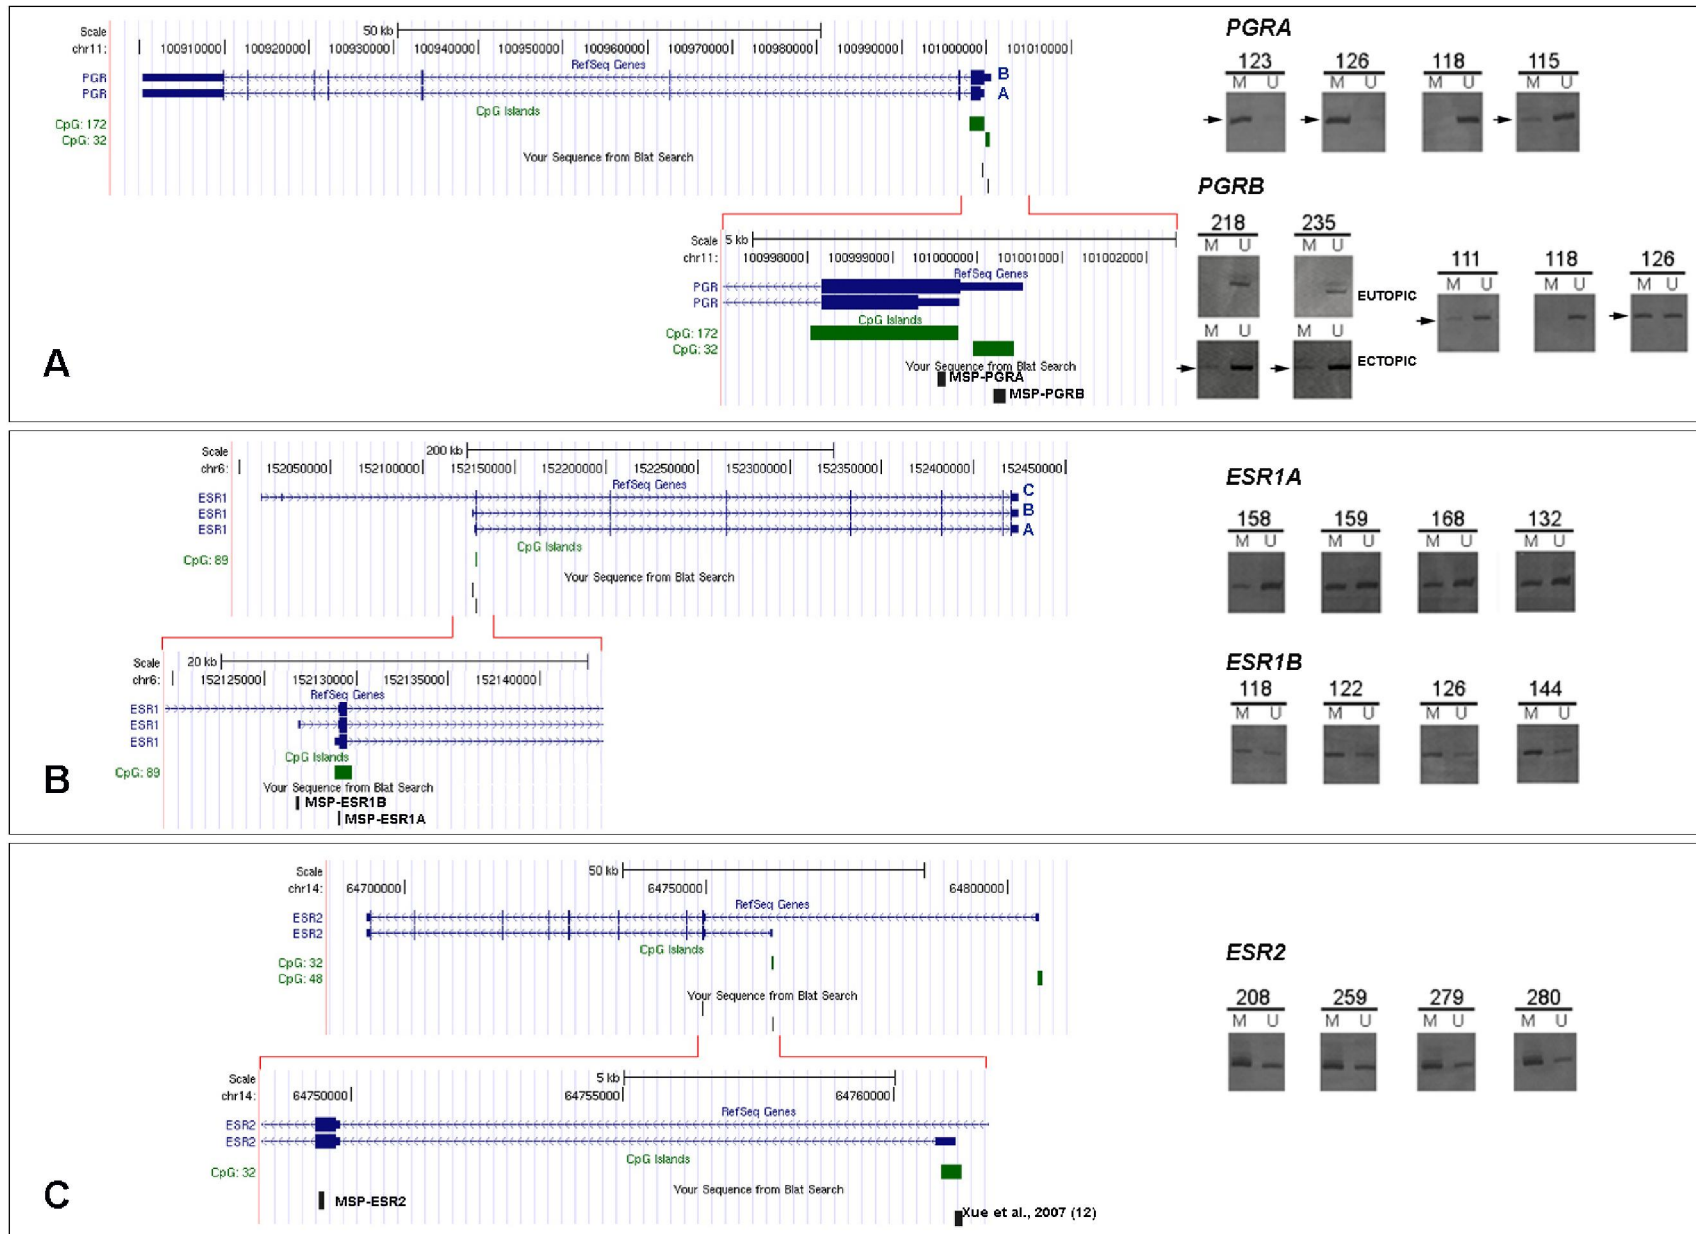 Scale 50 kb
chr11: 100910000 100920000 100930000 100940000 100950000 100960000 100970000 100980000 100990000 101000000 101010000
RefSeq Genes
PGR B
PGR A
CpG Islands
CpG: 172
CpG: 32
Your Sequence from Blat Search
Scale 5 kb
chr11: 100998000 100999000 101000000 101001000 101002000
RefSeq Genes
PGR
PGR
CpG Islands
CpG: 172
CpG: 32
Your Sequence from Blat Search
MSP-PGRA
MSP-PGRB
A
PGRA
123 126 118 115
M U M U M U M U
PGRB
218 235
M U M U
EUTOPIC
M U M U
ECTOPIC
111 118 126
M U M U M U
Scale 200 kb
chr6: 152050000 152100000 152150000 152200000 152250000 152300000 152350000 152400000 152450000
RefSeq Genes
ESR1 C
ESR1 B
ESR1 A
CpG Islands
CpG: 89
Your Sequence from Blat Search
Scale 20 kb
chr6: 152125000 152130000 152135000 152140000
RefSeq Genes
ESR1
ESR1
ESR1
CpG Islands
CpG: 89
Your Sequence from Blat Search
MSP-ESR1B
MSP-ESR1A
B
ESR1A
158 159 168 132
M U M U M U M U
ESR1B
118 122 126 144
M U M U M U M U
Scale 50 kb
chr14: 64700000 64750000 64800000
RefSeq Genes
ESR2
ESR2
CpG Islands
CpG: 32
CpG: 48
Your Sequence from Blat Search
Scale 5 kb
chr14: 64750000 64755000 64760000
RefSeq Genes
ESR2
ESR2
CpG Islands
CpG: 32
Your Sequence from Blat Search
MSP-ESR2
Xue et al., 2007 (12)
C
ESR2
208 259 279 280
M U M U M U M U